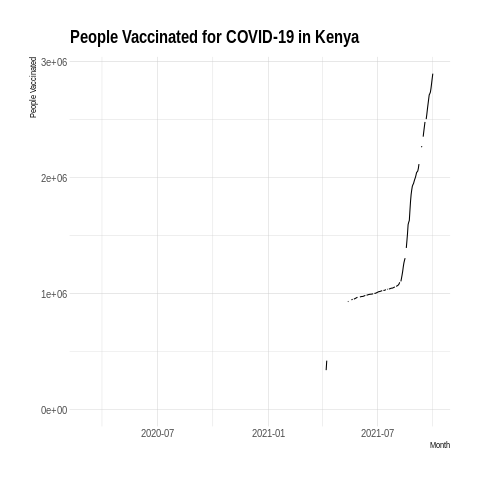 People Vaccinated for COVID-19 in Kenya
People Vaccinated
3e+06
2e+06
1e+06
0e+00
2020-07 2021-01 2021-07
Month